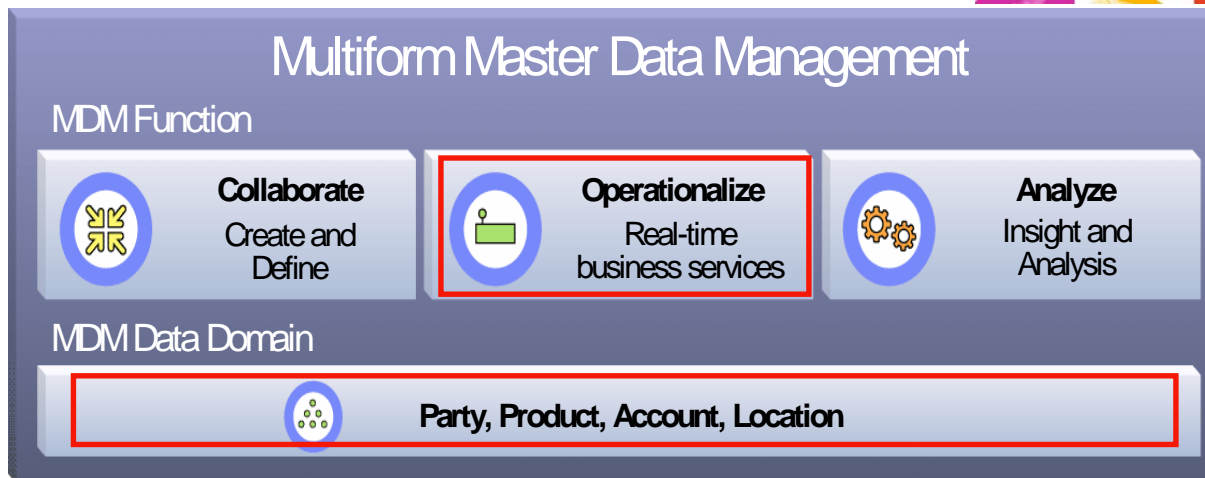 Multiform Master Data Management
MDM Function
Collaborate
Create and
Define
Operationalize
Real-time
business services
Analyze
Insight and
Analysis
MDM Data Domain
Party, Product, Account, Location